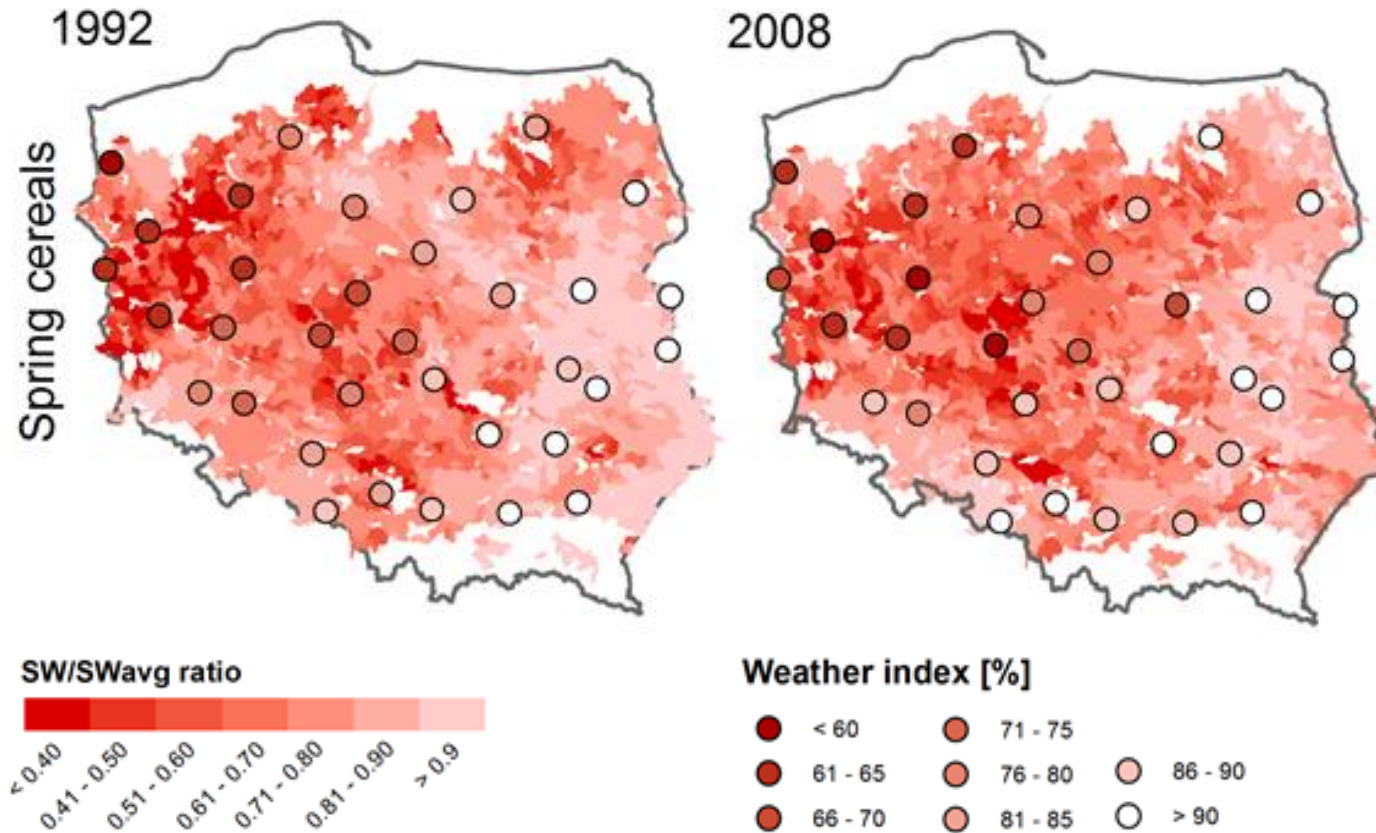 1992
2008
Spring cereals
SW/SWavg ratio
< 0.40
0.41 - 0.50
0.51 - 0.60
0.61 - 0.70
0.71 - 0.80
0.81 - 0.90
> 0.9
Weather index [%]
< 60
61 - 65
66 - 70
71 - 75
76 - 80
81 - 85
86 - 90
> 90